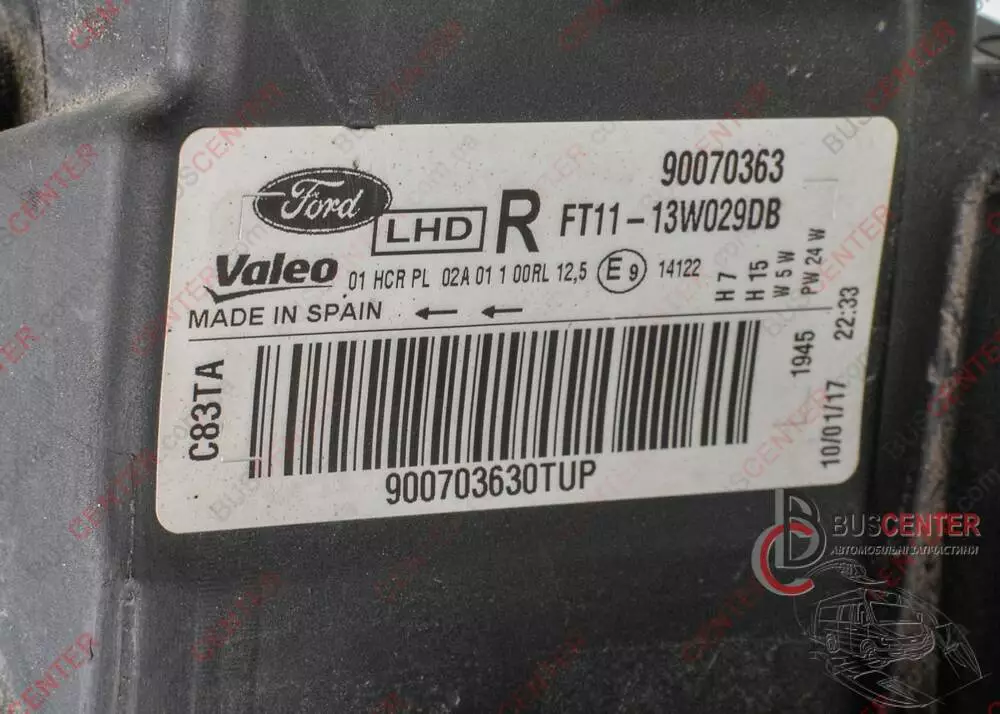 90070363
Ford LHD R FT11-13W029DB
Valeo 01 HCR PL 02A 01 1 00RL 12,5 E9 14122
MADE IN SPAIN
H 7
H 15
W 5 W
PW 24 W
C83TA
1945
10/01/17 22:33
900703630TUP
BUSCENTER
АВТОМОБІЛЬНІ ЗАПЧАСТИНИ